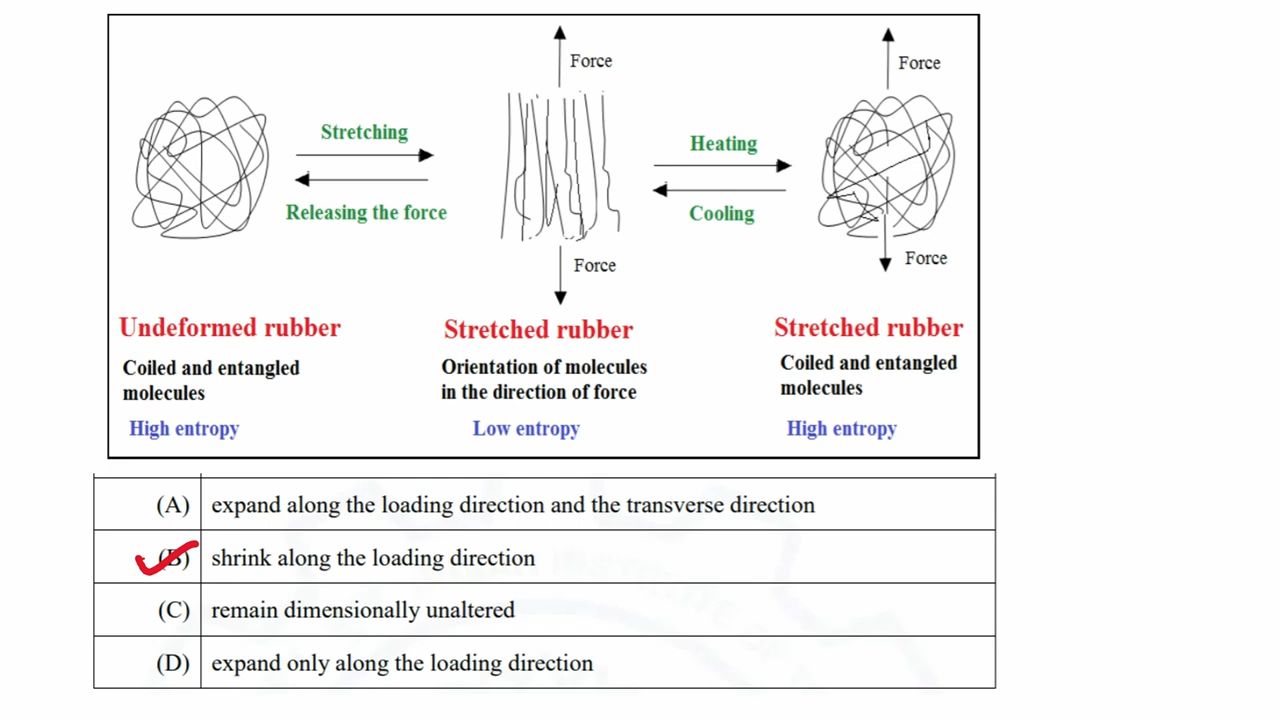 Force
Force
Stretching
Heating
Releasing the force
Cooling
Force
Force
Undeformed rubber
Stretched rubber
Stretched rubber
Coiled and entangled
molecules
Orientation of molecules
in the direction of force
Coiled and entangled
molecules
High entropy
Low entropy
High entropy
(A) expand along the loading direction and the transverse direction
(B) shrink along the loading direction
(C) remain dimensionally unaltered
(D) expand only along the loading direction